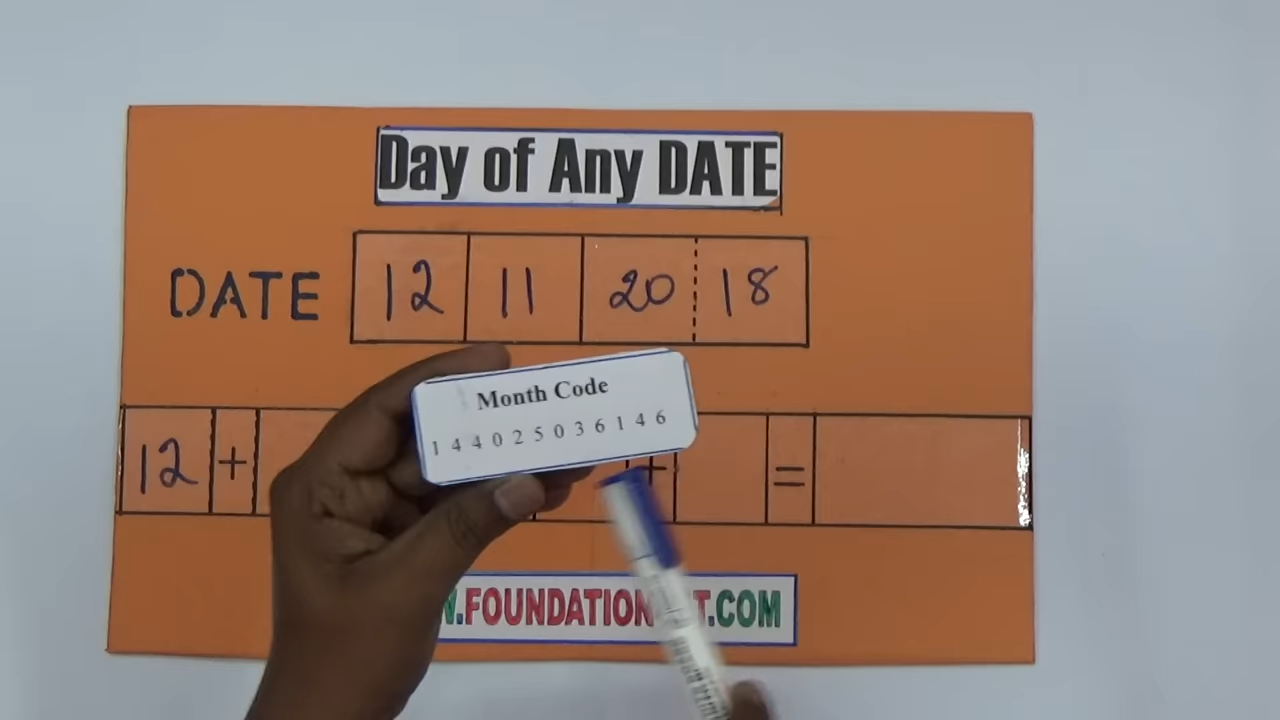 Day of Any DATE
DATE 12 11 20 18
Month Code
1 4 4 0 2 5 0 3 6 1 4 6
12 + + =
.FOUNDATION .COM